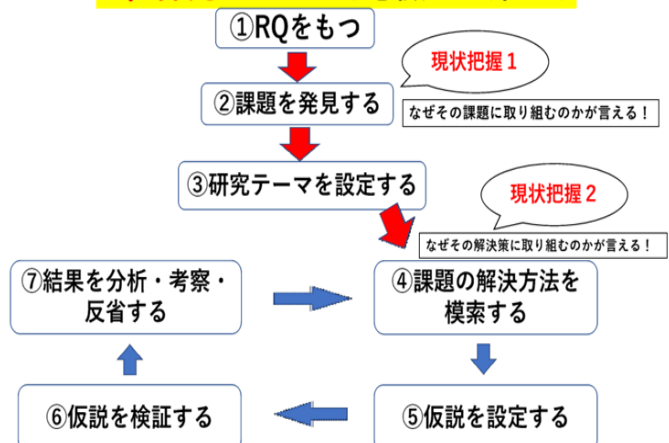 ①RQをもつ
現状把握１
②課題を発見する
なぜその課題に取り組むのかが言える！
③研究テーマを設定する
現状把握２
なぜその解決策に取り組むのかが言える！
⑦結果を分析・考察・
反省する
④課題の解決方法を
模索する
⑥仮説を検証する
⑤仮説を設定する